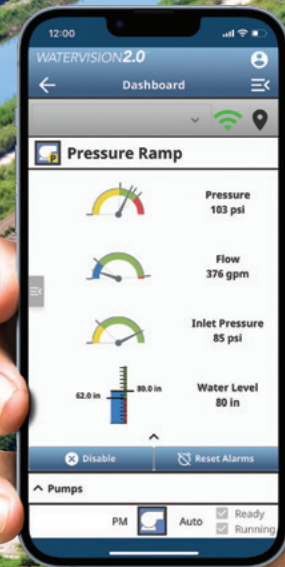 12:00
WATERVISION2.0
Dashboard
P
Pressure Ramp
Pressure
103 psi
Flow
376 gpm
Inlet Pressure
85 psi
62.0 in
80.0 in
Water Level
80 in
Disable
Reset Alarms
Pumps
PM
Auto
Ready
Running